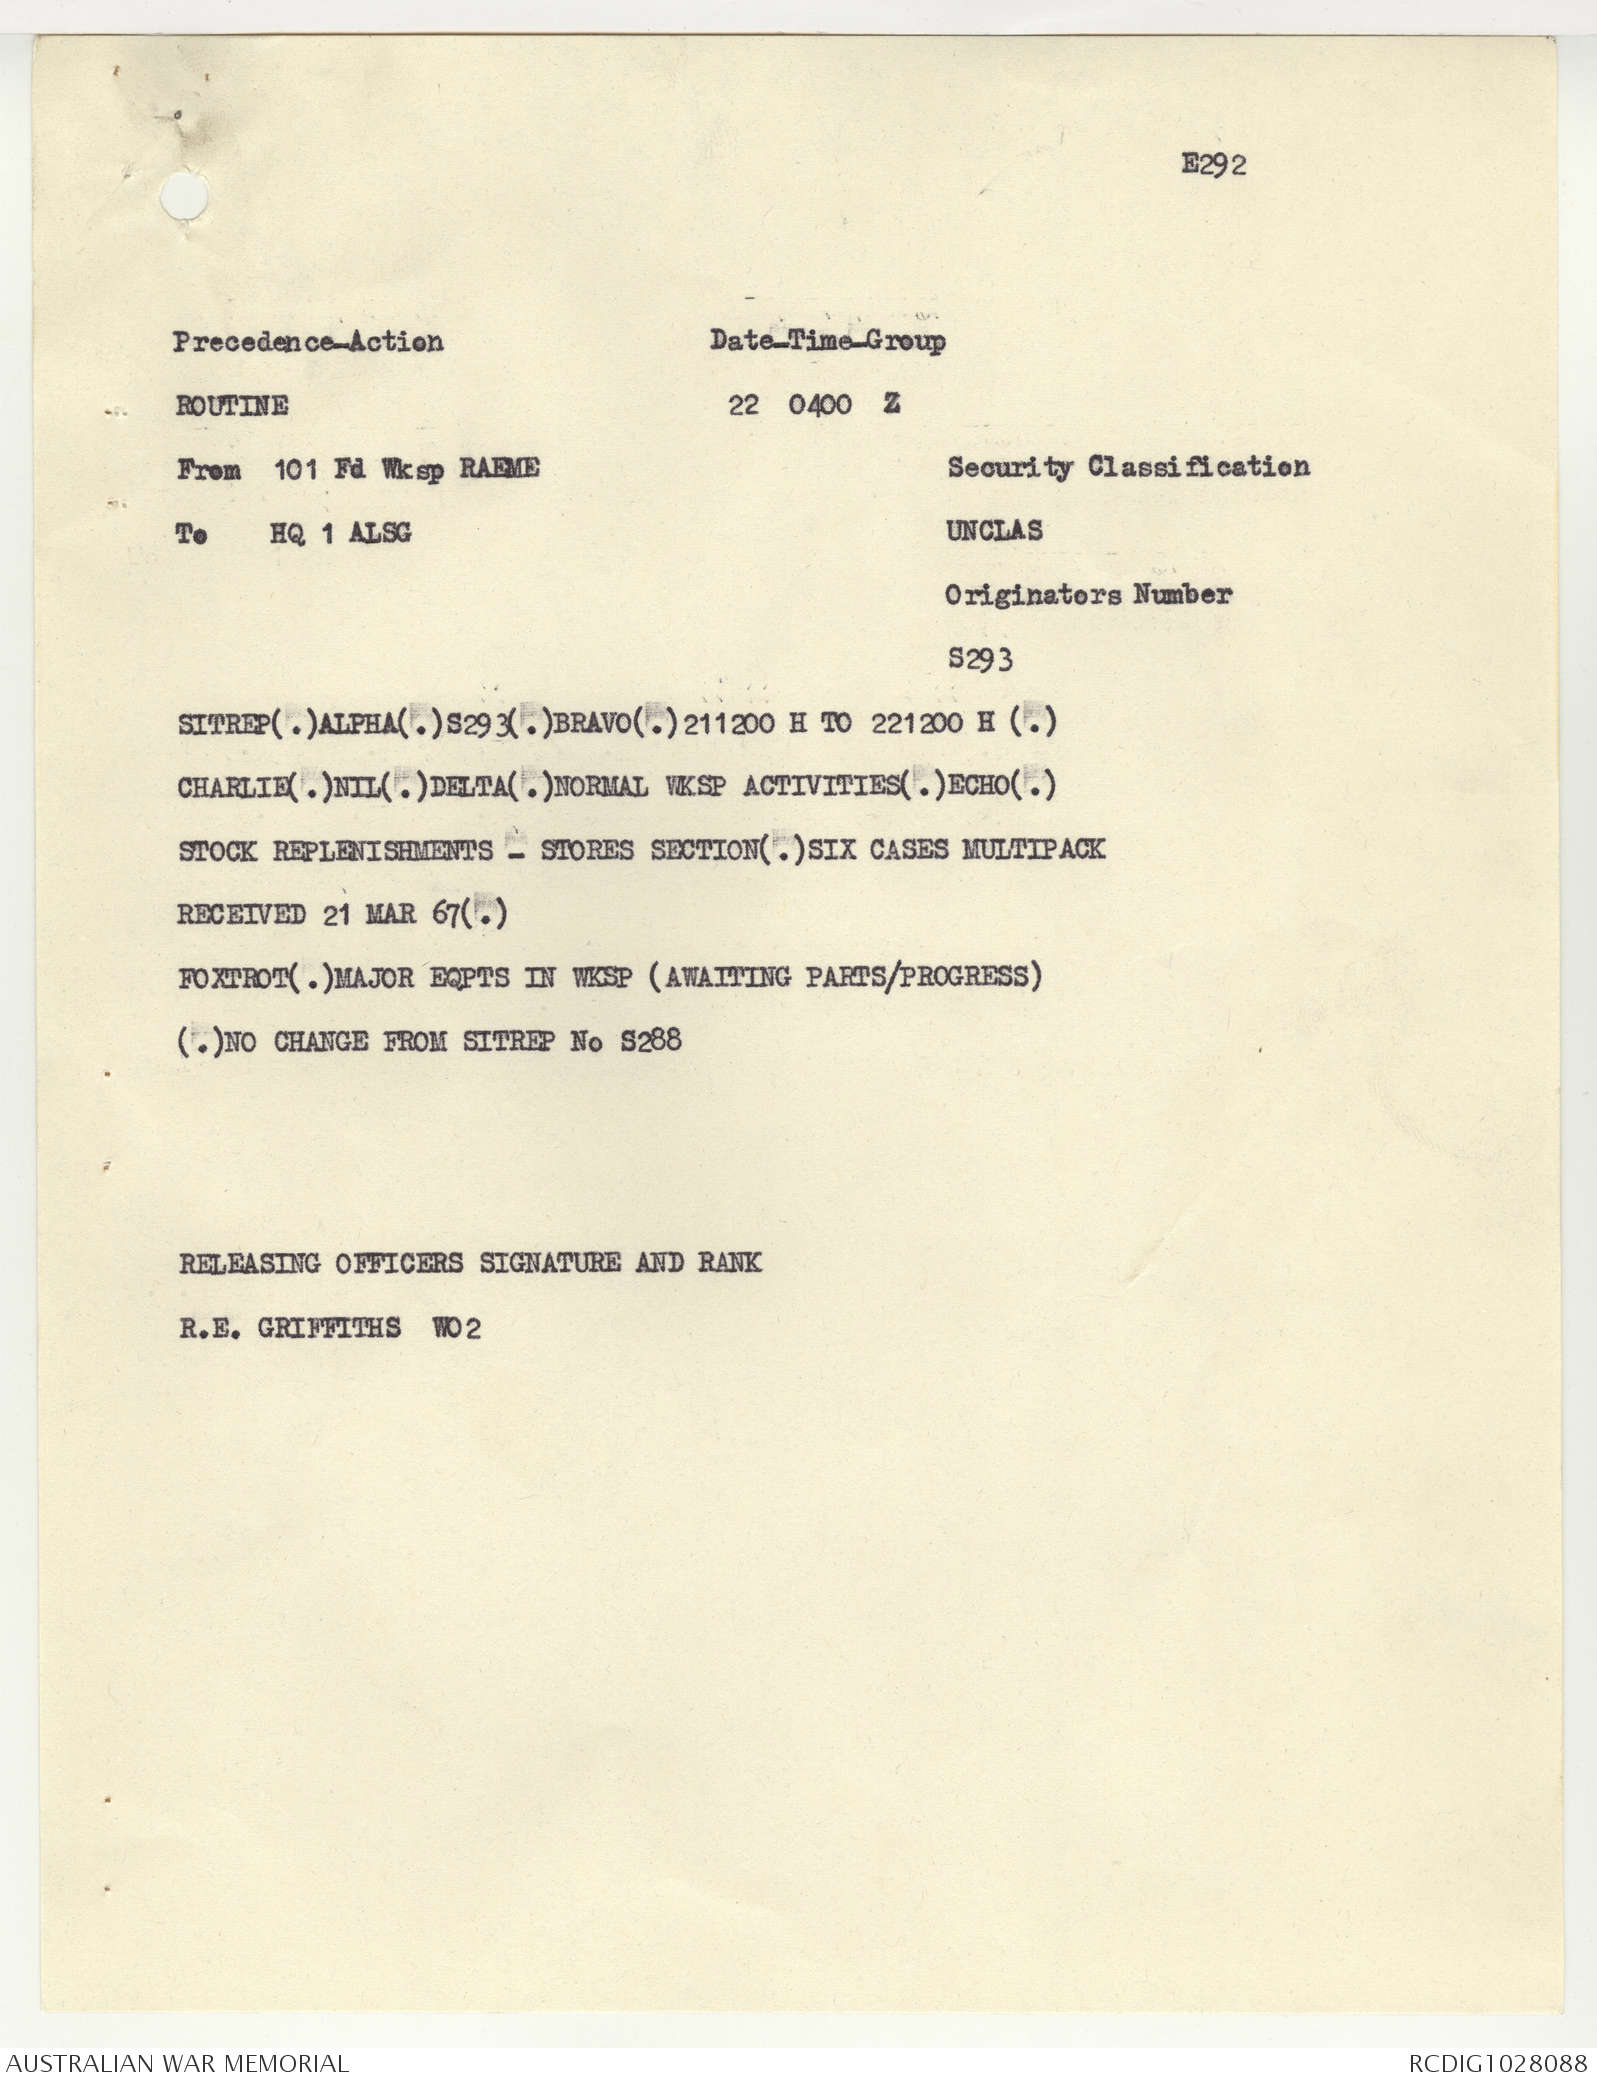 E292
Precedence-Action Date-Time-Group
ROUTINE 22 0400 Z
From 101 Fd Wksp RAEME Security Classification
To HQ 1 ALSG UNCLAS
Originators Number
S293
SITREP(.)ALPHA(.)S293(.)BRAVO(.)211200 H TO 221200 H (.)
CHARLIE(.)NIL(.)DELTA(.)NORMAL WKSP ACTIVITIES(.)ECHO(.)
STOCK REPLENISHMENTS - STORES SECTION(.)SIX CASES MULTIPACK
RECEIVED 21 MAR 67(.)
FOXTROT(.)MAJOR EQPTS IN WKSP (AWAITING PARTS/PROGRESS)
(.)NO CHANGE FROM SITREP No S288
RELEASING OFFICERS SIGNATURE AND RANK
R.E. GRIFFITHS WO2
AUSTRALIAN WAR MEMORIAL RCDIG1028088